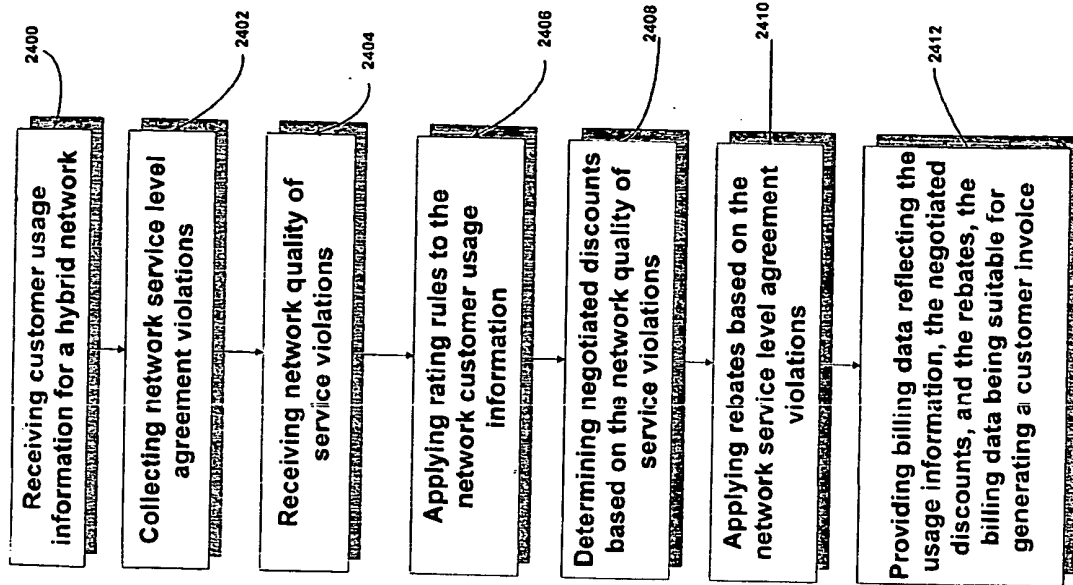 2400
Receiving customer usage
information for a hybrid network
2402
Collecting network service level
agreement violations
2404
Receiving network quality of
service violations
2406
Applying rating rules to the
network customer usage
information
2408
Determining negotiated discounts
based on the network quality of
service violations
2410
Applying rebates based on the
network service level agreement
violations
2412
Providing billing data reflecting the
usage information, the negotiated
discounts, and the rebates, the
billing data being suitable for
generating a customer invoice